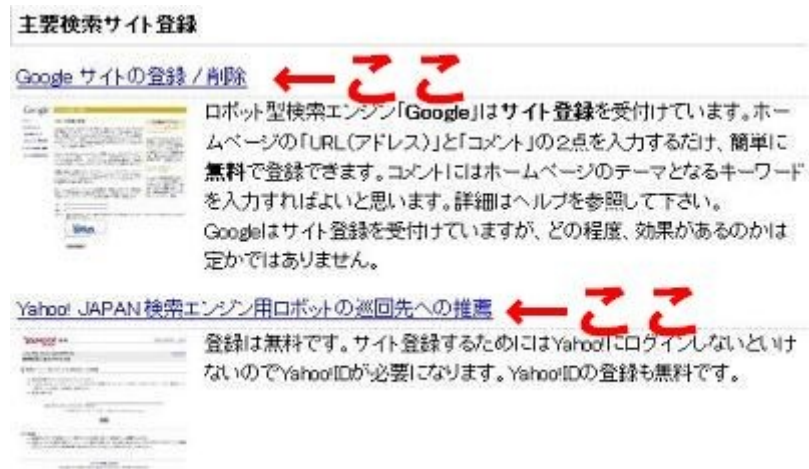 主要検索サイト登録
Google サイトの登録 / 削除 ←ここ
ロボット型検索エンジン「Google」はサイト登録を受付けています。ホー
ムページの「URL(アドレス)」と「コメント」の2点を入力するだけ、簡単に
無料で登録できます。コメントにはホームページのテーマとなるキーワード
を入力すればよいと思います。詳細はヘルプを参照して下さい。
Googleはサイト登録を受付けていますが、どの程度、効果があるのかは
定かではありません。
Yahoo! JAPAN 検索エンジン用ロボットの巡回先への推薦 ←ここ
登録は無料です。サイト登録するためにはYahoo!にログインしないといけ
ないのでYahoo!IDが必要になります。Yahoo!IDの登録も無料です。
Google
YAHOO!